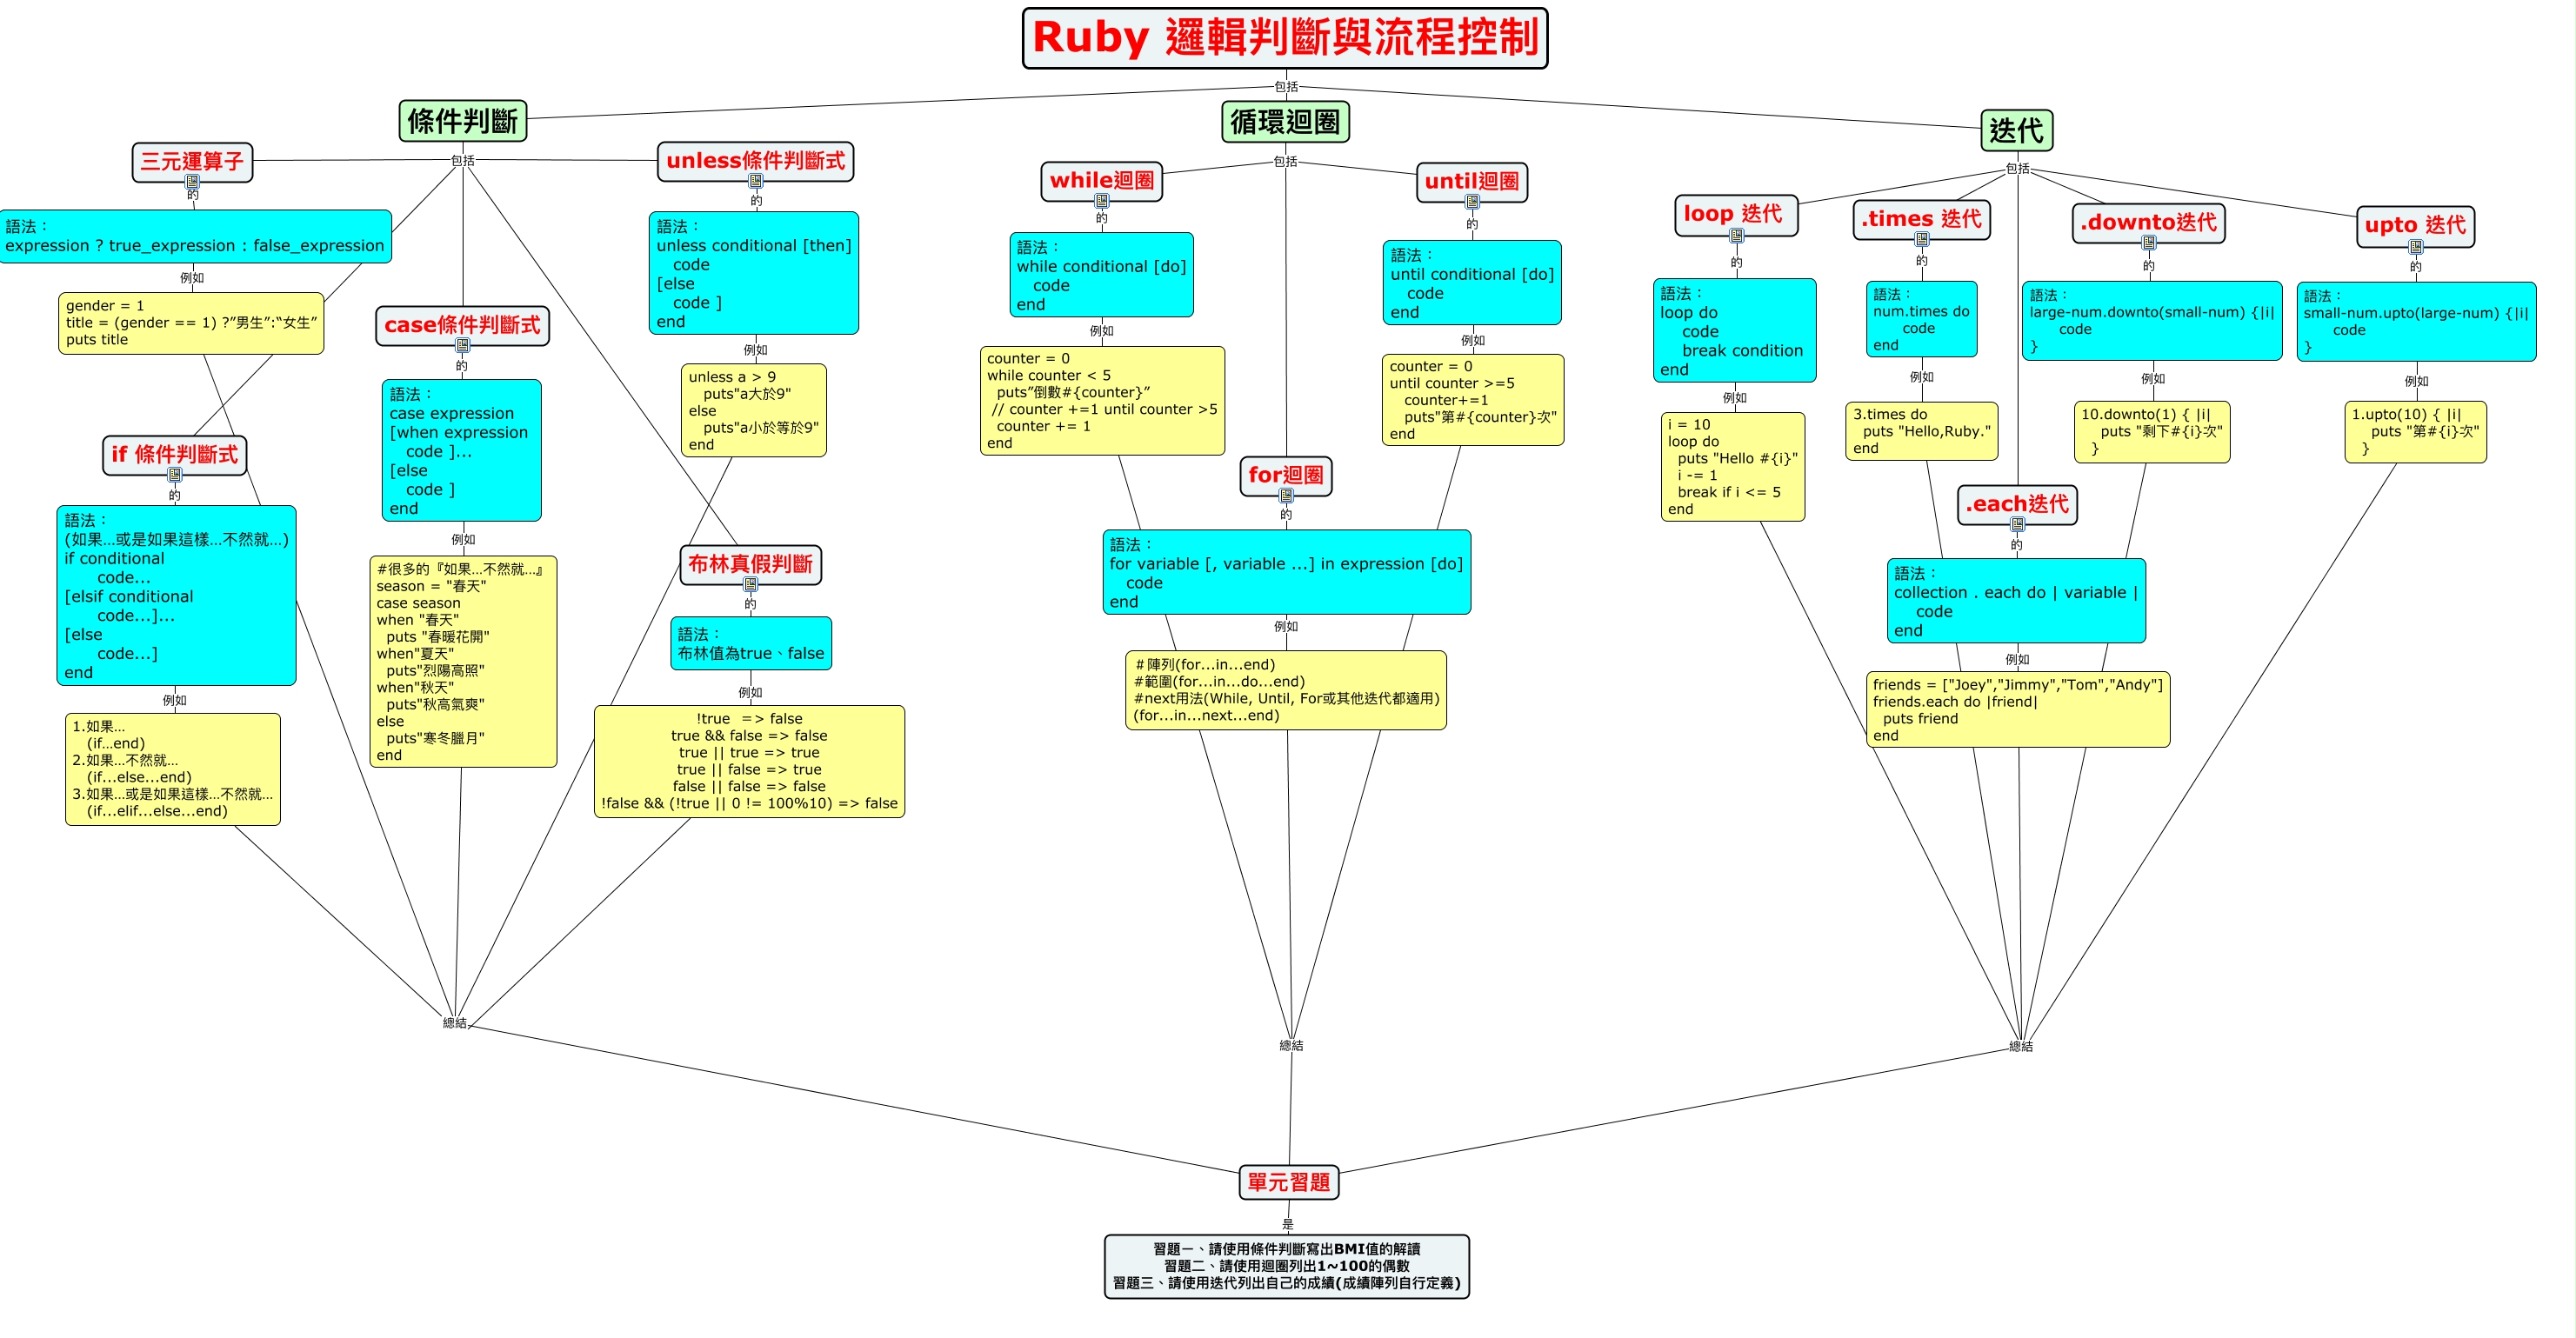 Ruby 邏輯判斷與流程控制
包括
條件判斷
包括
三元運算子
的
語法：
expression ? true_expression : false_expression
例如
gender = 1
title = (gender == 1) ?”男生”:“女生”
puts title
if 條件判斷式
的
語法：
(如果...或是如果這樣...不然就...)
if conditional
code...
[elsif conditional
code...]...
[else
code...]
end
例如
1.如果...
(if...end)
2.如果...不然就...
(if...else...end)
3.如果...或是如果這樣...不然就...
(if...elif...else...end)
case條件判斷式
的
語法：
case expression
[when expression
code ]...
[else
code ]
end
例如
#很多的『如果...不然就...』
season = "春天"
case season
when "春天"
puts "春暖花開"
when"夏天"
puts"烈陽高照"
when"秋天"
puts"秋高氣爽"
else
puts"寒冬臘月"
end
unless條件判斷式
的
語法：
unless conditional [then]
code
[else
code ]
end
例如
unless a > 9
puts"a大於9"
else
puts"a小於等於9"
end
布林真假判斷
的
語法：
布林值為true、false
例如
!true  => false
true && false => false
true || true => true
true || false => true
false || false => false
!false && (!true || 0 != 100%10) => false
總結
循環迴圈
包括
while迴圈
的
語法：
while conditional [do]
code
end
例如
counter = 0
while counter < 5
puts”倒數#{counter}”
// counter +=1 until counter >5
counter += 1
end
for迴圈
的
語法：
for variable [, variable ...] in expression [do]
code
end
例如
＃陣列(for...in...end)
#範圍(for...in...do...end)
#next用法(While, Until, For或其他迭代都適用)
(for...in...next...end)
until迴圈
的
語法：
until conditional [do]
code
end
例如
counter = 0
until counter >=5
counter+=1
puts"第#{counter}次"
end
總結
迭代
包括
loop 迭代
的
語法：
loop do
code
break condition
end
例如
i = 10
loop do
puts "Hello #{i}"
i -= 1
break if i <= 5
end
.times 迭代
的
語法：
num.times do
code
end
例如
3.times do
puts "Hello,Ruby."
end
.each迭代
的
語法：
collection . each do | variable |
code
end
例如
friends = ["Joey","Jimmy","Tom","Andy"]
friends.each do |friend|
puts friend
end
.downto迭代
的
語法：
large-num.downto(small-num) {|i|
code
}
例如
10.downto(1) { |i|
puts "剩下#{i}次"
}
upto 迭代
的
語法：
small-num.upto(large-num) {|i|
code
}
例如
1.upto(10) { |i|
puts "第#{i}次"
}
總結
單元習題
是
習題一、請使用條件判斷寫出BMI值的解讀
習題二、請使用迴圈列出1~100的偶數
習題三、請使用迭代列出自己的成績(成績陣列自行定義)